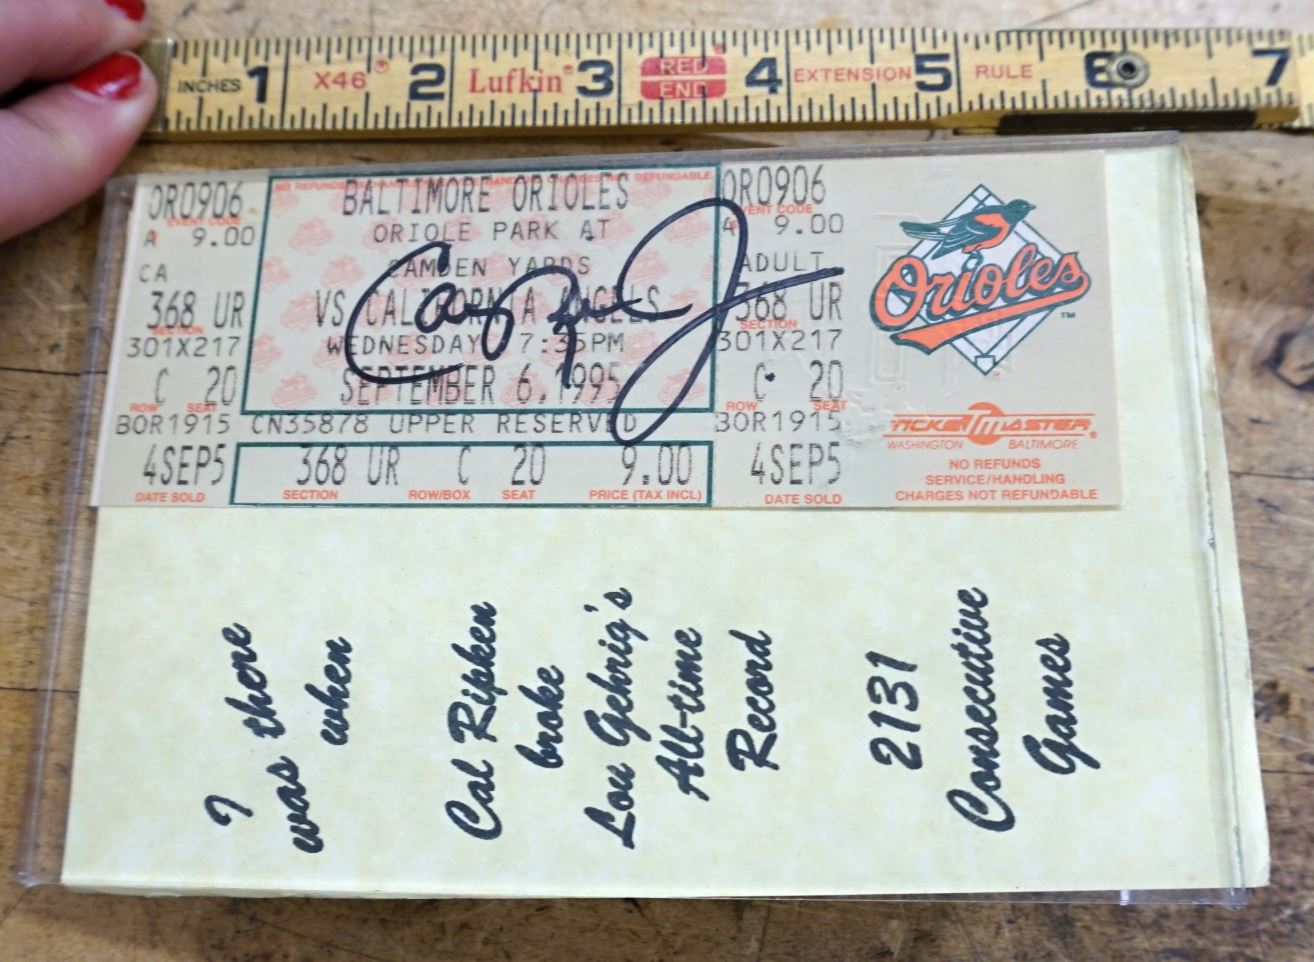 INCHES 1 X46® 2 Lufkin® 3 RED END 4 EXTENSION 5 RULE 6 7
OR0906
EVENT CODE
A 9.00
CA
368 UR
SECTION
301X217
C 20
ROW SEAT
BOR1915
4SEP5
DATE SOLD
BALTIMORE ORIOLES
ORIOLE PARK AT
CAMDEN YARDS
VS CALIFORNIA ANGELS
WEDNESDAY 7:35PM
SEPTEMBER 6,1995
CN35878 UPPER RESERVED
368 UR C 20 9.00
SECTION ROW/BOX SEAT PRICE (TAX INCL)
OR0906
EVENT CODE
A 9.00
ADULT
368 UR
SECTION
301X217
C 20
ROW SEAT
BOR1915
4SEP5
DATE SOLD
Orioles
TM
TICKETMASTER®
WASHINGTON BALTIMORE
NO REFUNDS
SERVICE/HANDLING
CHARGES NOT REFUNDABLE
I there
was when
Cal Ripken
broke
Lou Gehrig's
All-time
Record
2131
Consecutive
Games